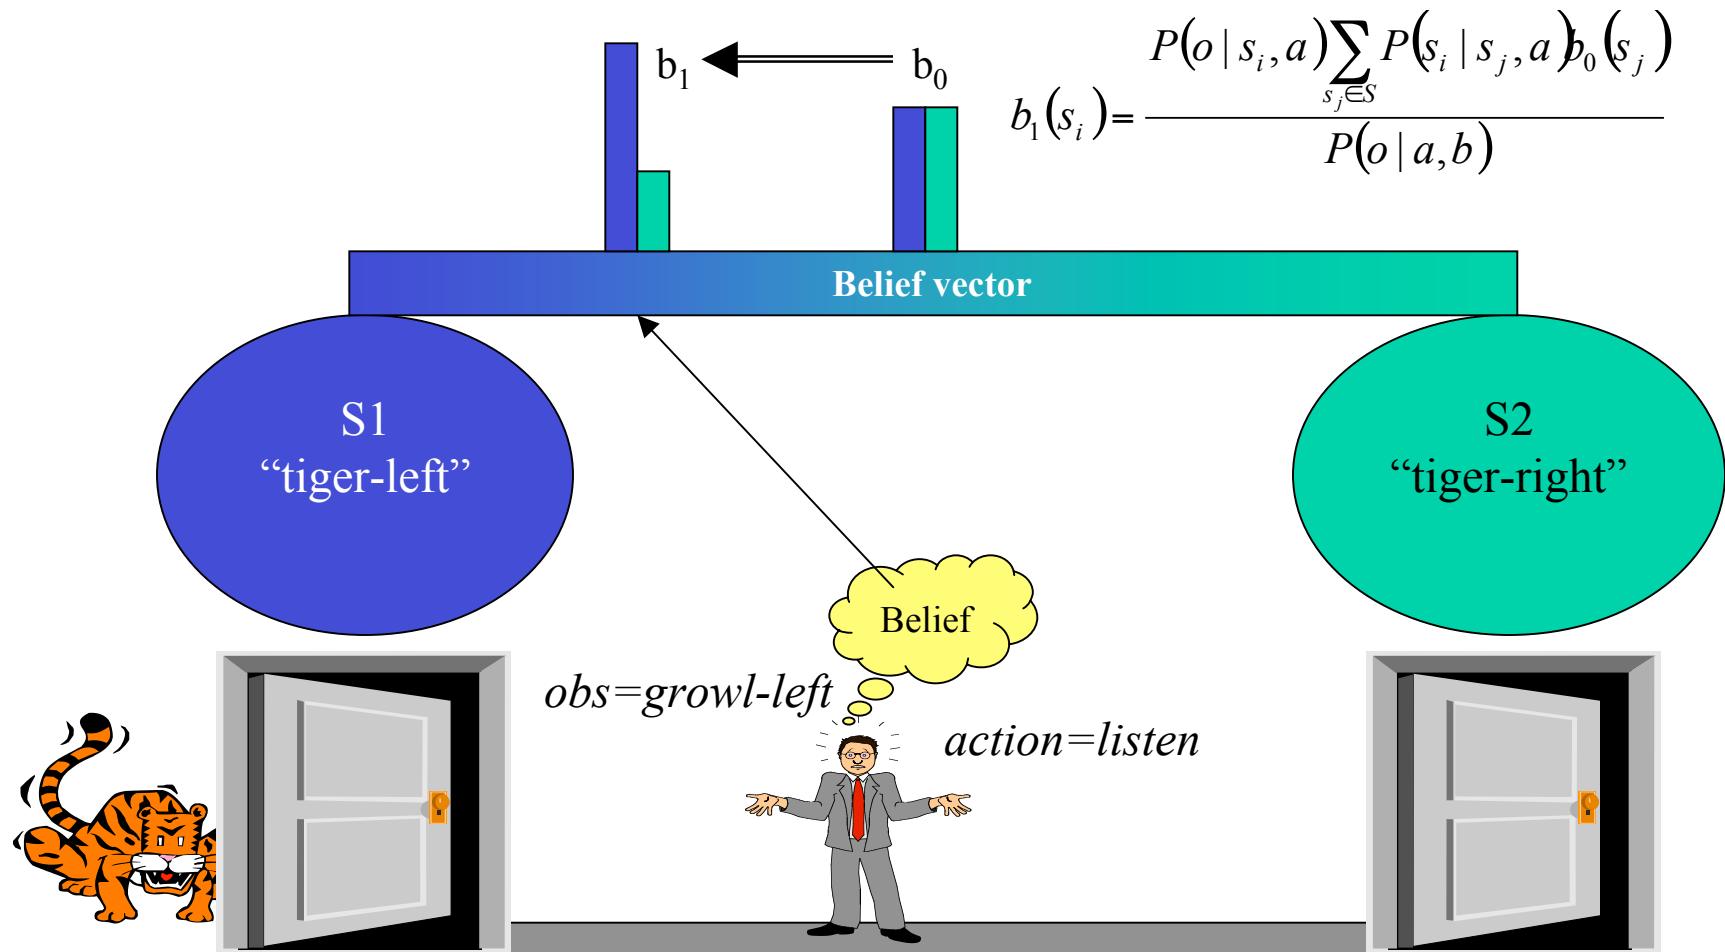 b₁ b₀
b₁(sᵢ) = P(o | sᵢ, a) ∑_{sⱼ∈S} P(sᵢ | sⱼ, a) b₀(sⱼ) / P(o | a, b)
Belief vector
S1
“tiger-left”
S2
“tiger-right”
Belief
obs=growl-left
action=listen